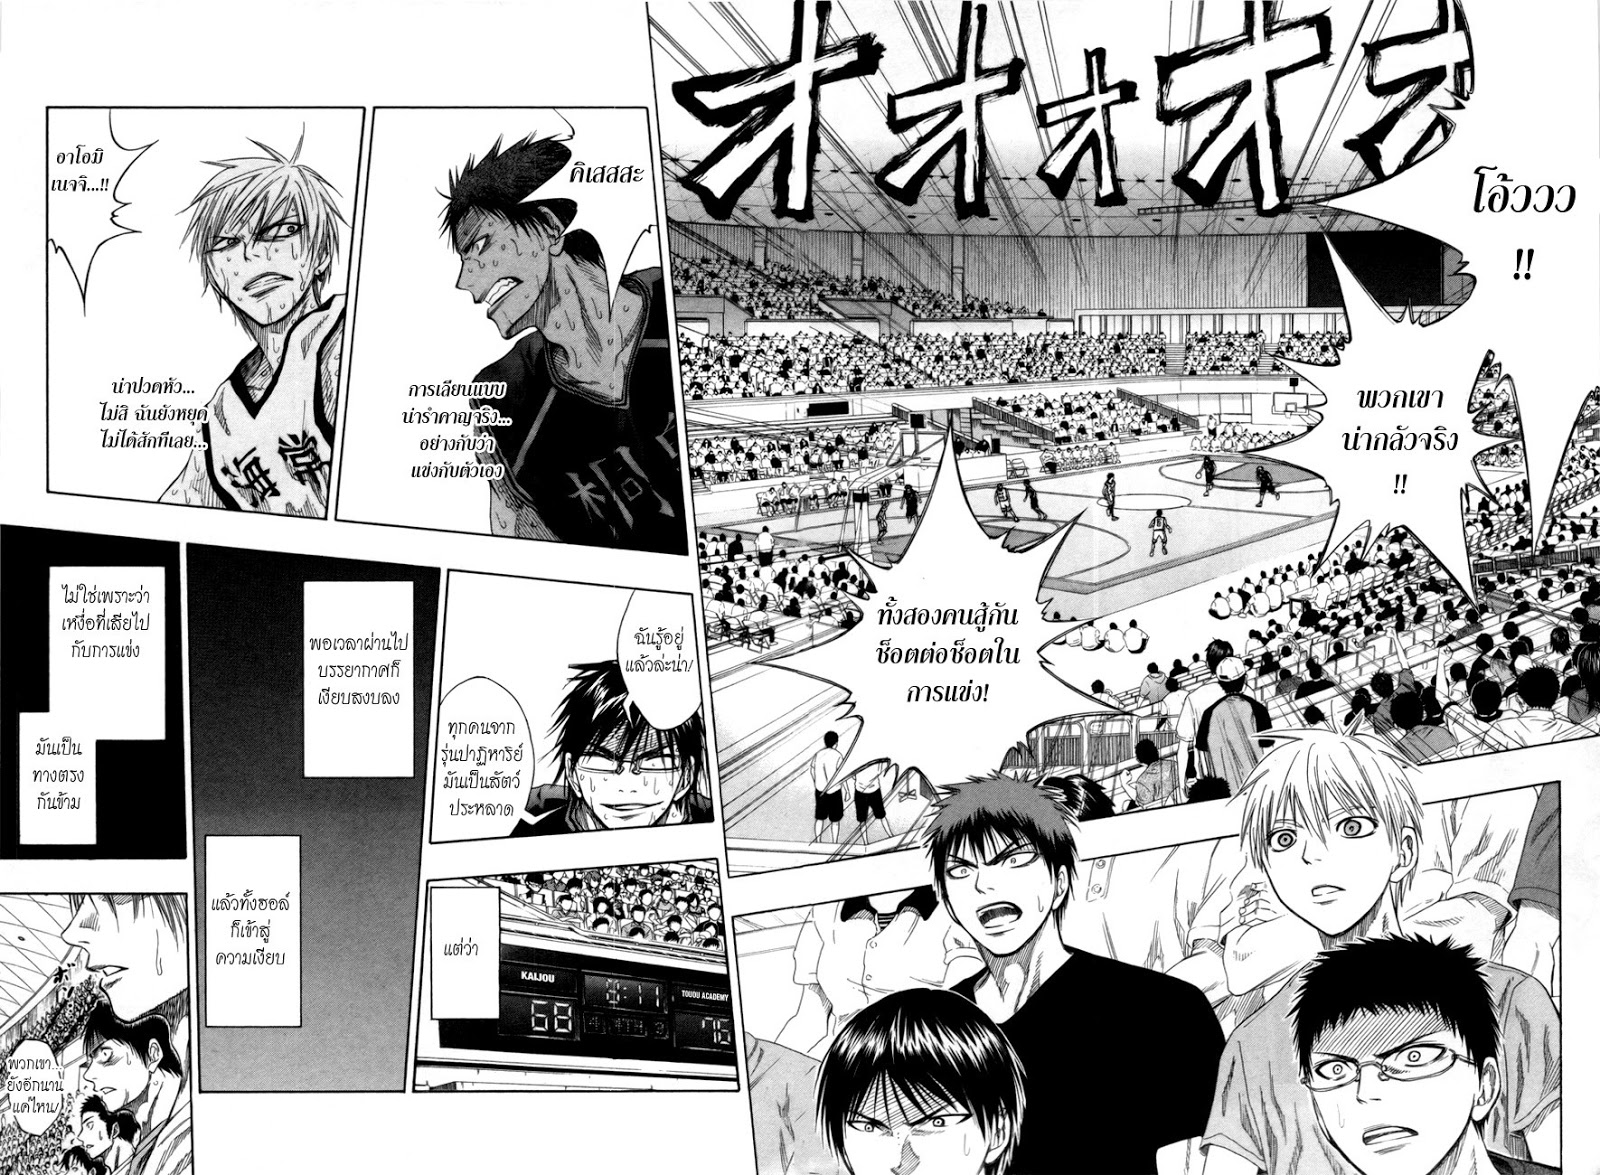 オオオオオ
โอ้ววว
!!
พวกเขา
น่ากลัวจริง
!!
ทั้งสองคนสู้กัน
ช็อตต่อช็อตใน
การแข่ง!
คิเสสสะ
การเลียนแบบ
น่ารำคาญจริง...
อย่างกับว่า
แข่งกับตัวเอง
桐
อาโอมิ
เนจจิ...!!
น่าปวดหัว...
ไม่สิ ฉันยังหยุด
ไม่ได้สักทีเลย...
海常
ฉันรู้อยู่
แล้วล่ะน่า!
ทุกคนจาก
รุ่นปาฏิหาริย์
มันเป็นสัตว์
ประหลาด
แต่ว่า
KAIJOU
68
8:11
TOUOU ACADEMY
พอเวลาผ่านไป
บรรยากาศก็
เงียบสงบลง
แล้วทั้งฮอล์
ก็เข้าสู่
ความเงียบ
ไม่ใช่เพราะว่า
เหงื่อที่เสียไป
กับการแข่ง
มันเป็น
ทางตรง
กันข้าม
พวกเขา...
ยังอีกนาน
แค่ไหน!